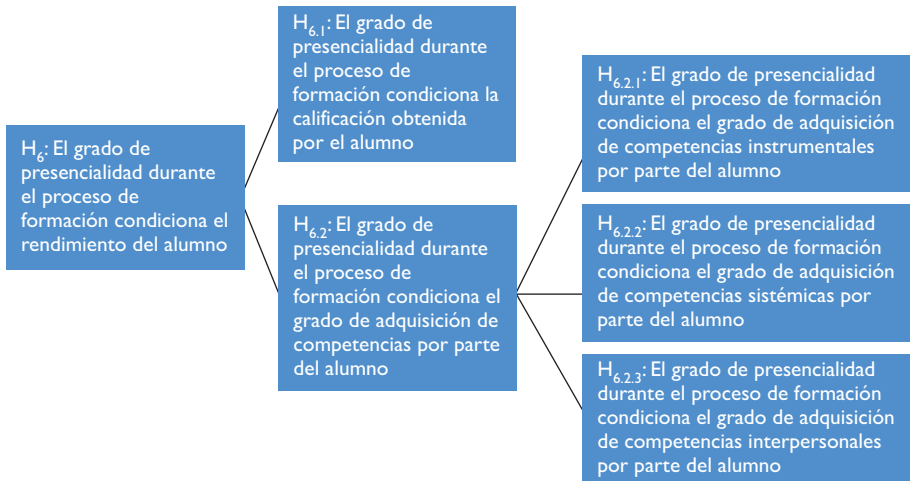 H6: El grado de
presencialidad durante
el proceso de
formación condiciona el
rendimiento del alumno
H6.1: El grado de
presencialidad durante
el proceso de
formación condiciona la
calificación obtenida
por el alumno
H6.2: El grado de
presencialidad durante
el proceso de
formación condiciona el
grado de adquisición de
competencias por parte
del alumno
H6.2.1: El grado de presencialidad
durante el proceso de formación
condiciona el grado de adquisición
de competencias instrumentales
por parte del alumno
H6.2.2: El grado de presencialidad
durante el proceso de formación
condiciona el grado de adquisición
de competencias sistémicas por
parte del alumno
H6.2.3: El grado de presencialidad
durante el proceso de formación
condiciona el grado de adquisición
de competencias interpersonales
por parte del alumno